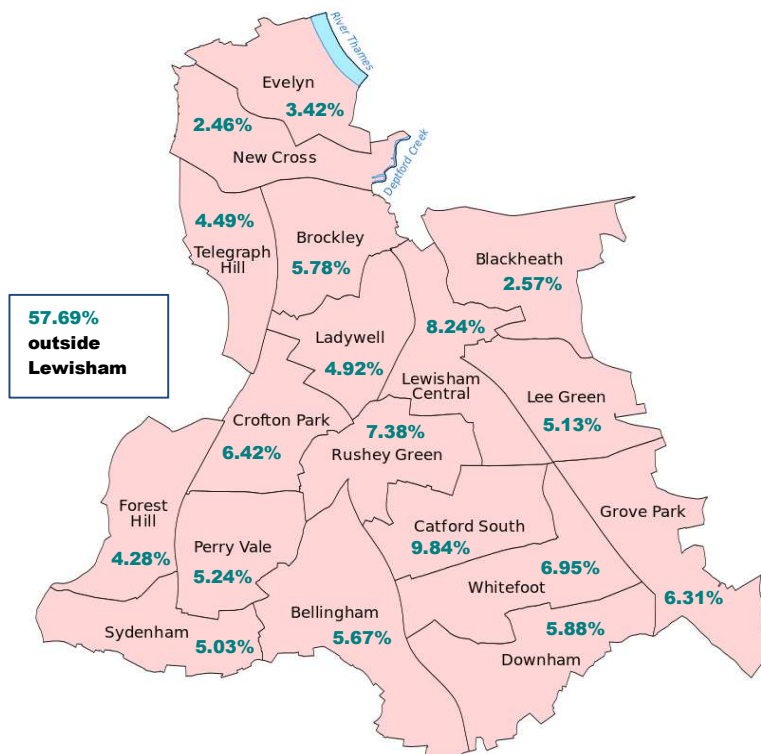 River Thames
Evelyn
3.42%
2.46%
New Cross
Deptford Creek
4.49%
Telegraph
Hill
Brockley
5.78%
Blackheath
2.57%
57.69%
outside
Lewisham
Ladywell
4.92%
8.24%
Lewisham
Central
Lee Green
5.13%
Crofton Park
6.42%
7.38%
Rushey Green
Forest
Hill
4.28%
Perry Vale
5.24%
Catford South
9.84%
Grove Park
6.31%
6.95%
Whitefoot
Sydenham
5.03%
Bellingham
5.67%
5.88%
Downham